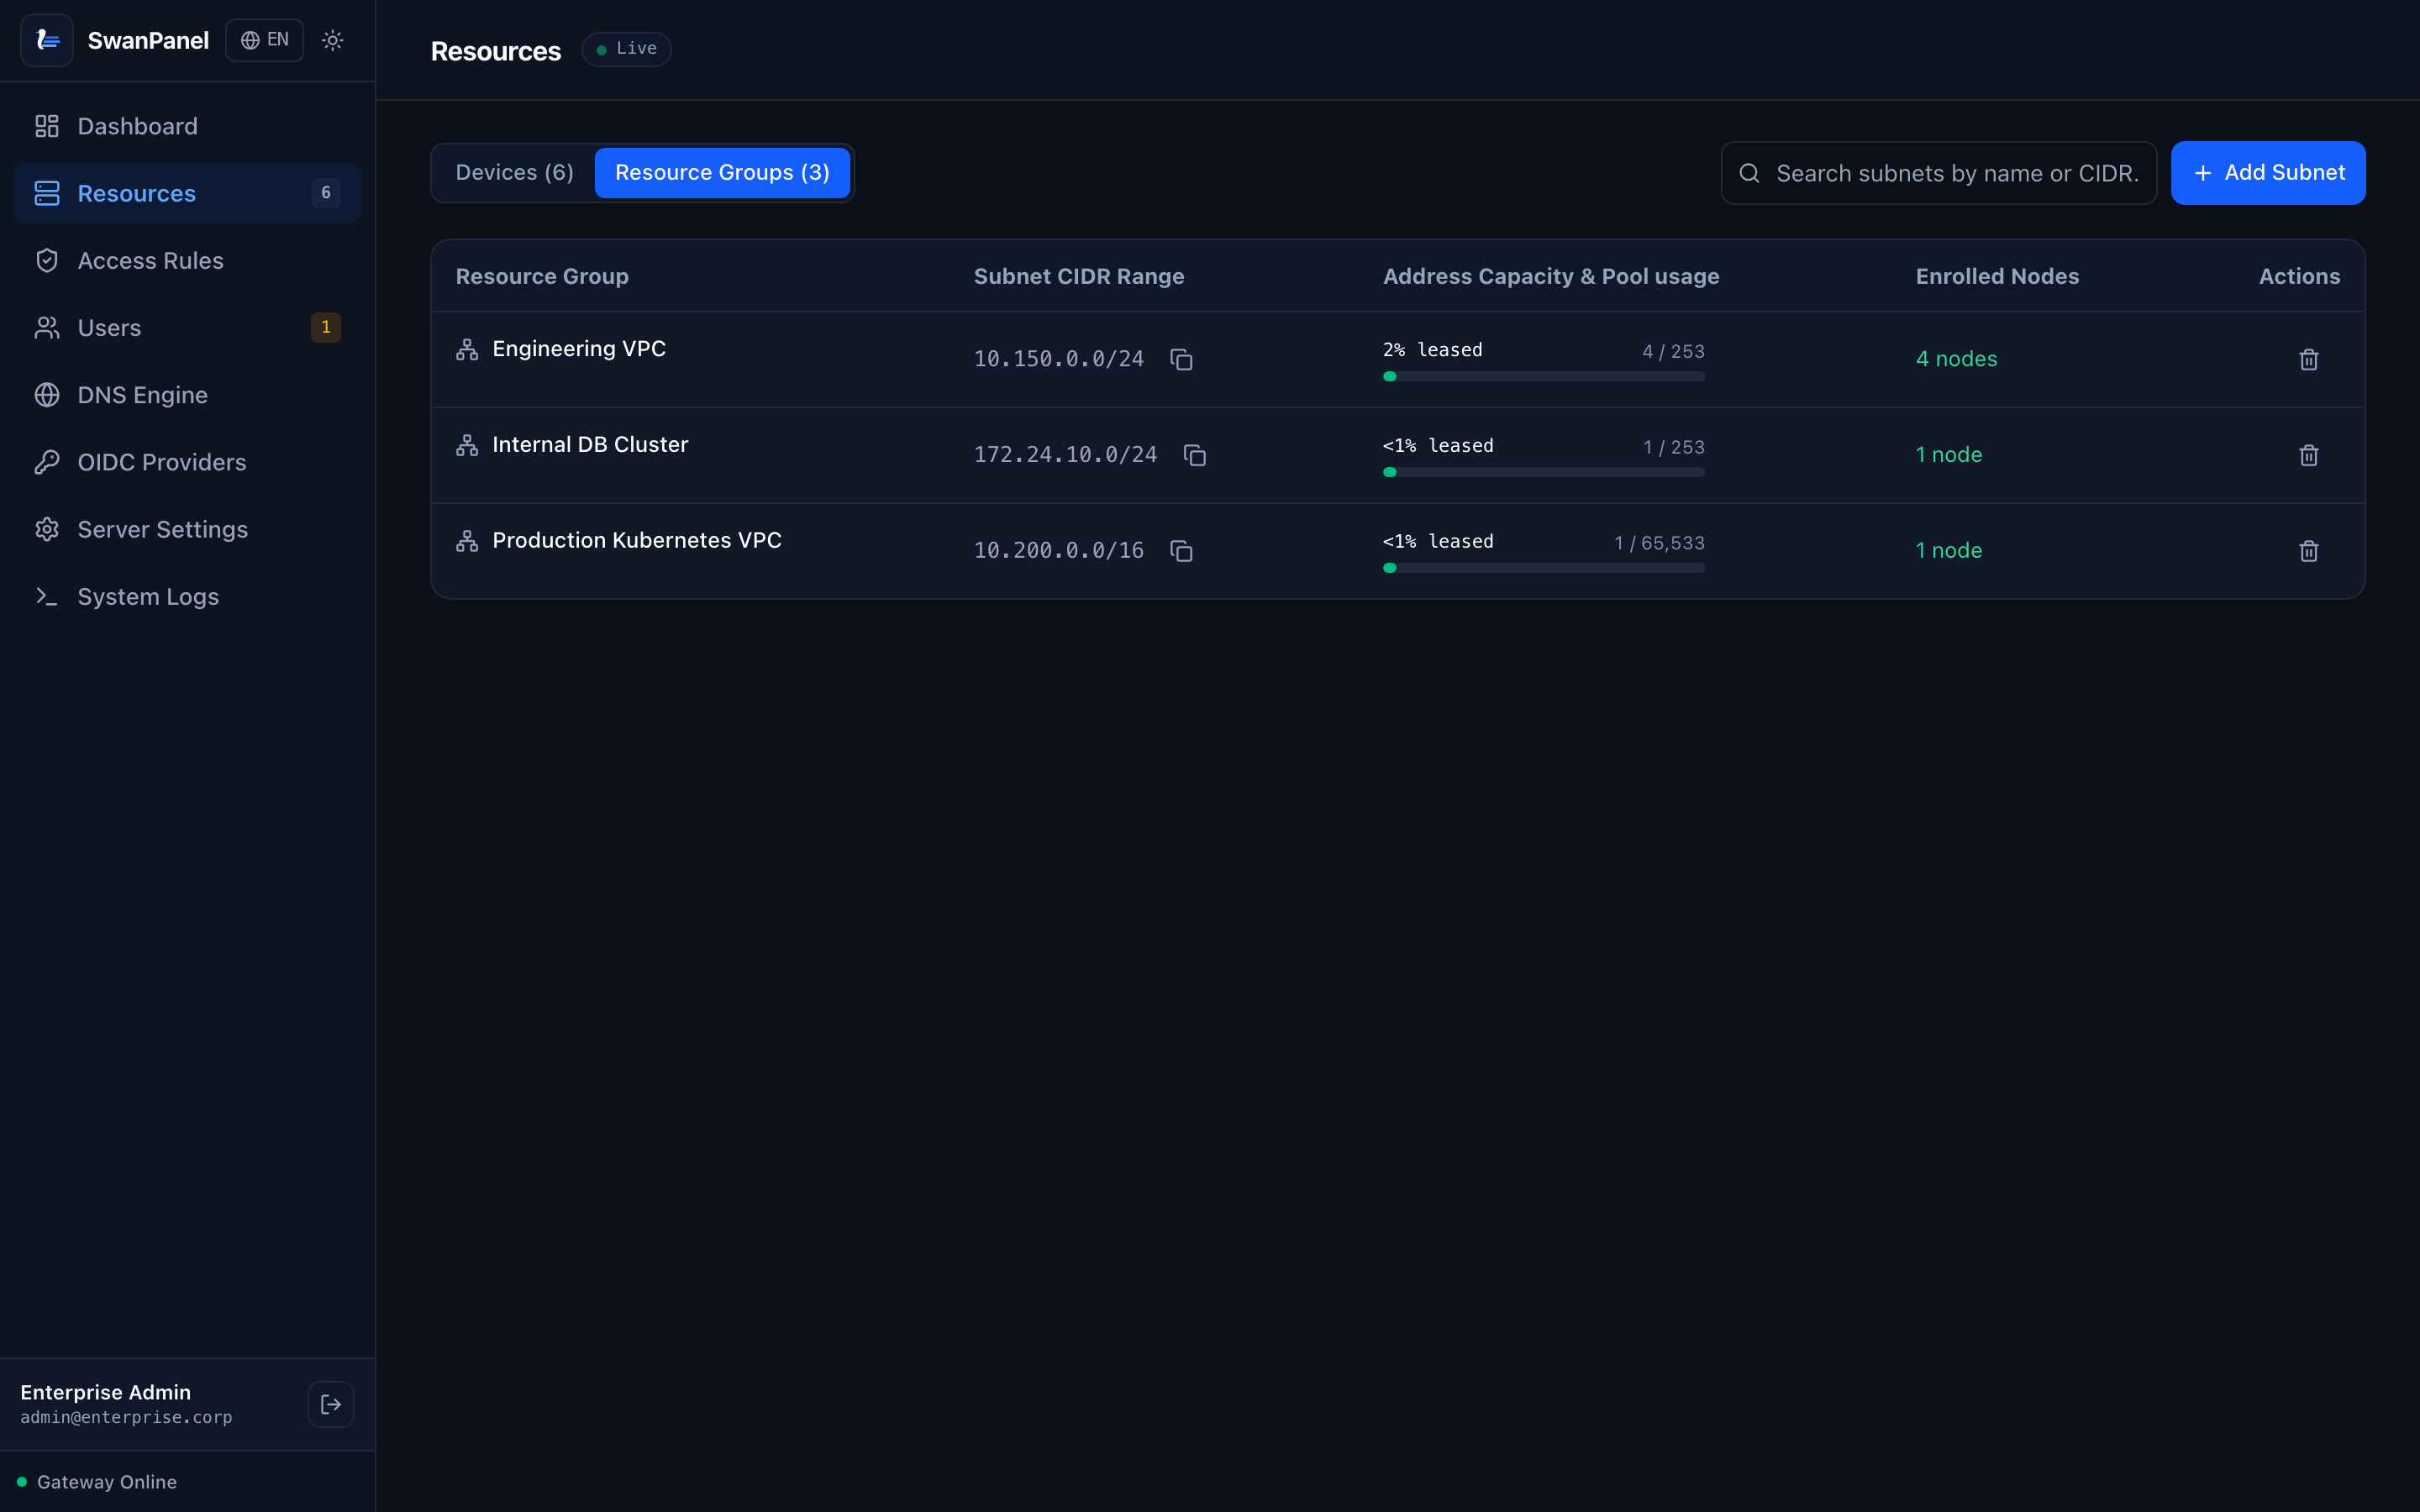 SwanPanel
EN
Dashboard
Resources 6
Access Rules
Users 1
DNS Engine
OIDC Providers
Server Settings
System Logs
Enterprise Admin
admin@enterprise.corp
Gateway Online
Resources
Live
Devices (6)
Resource Groups (3)
Search subnets by name or CIDR.
Add Subnet
Resource Group Subnet CIDR Range Address Capacity & Pool usage Enrolled Nodes Actions
Engineering VPC 10.150.0.0/24 2% leased 4 / 253 4 nodes
Internal DB Cluster 172.24.10.0/24 <1% leased 1 / 253 1 node
Production Kubernetes VPC 10.200.0.0/16 <1% leased 1 / 65,533 1 node